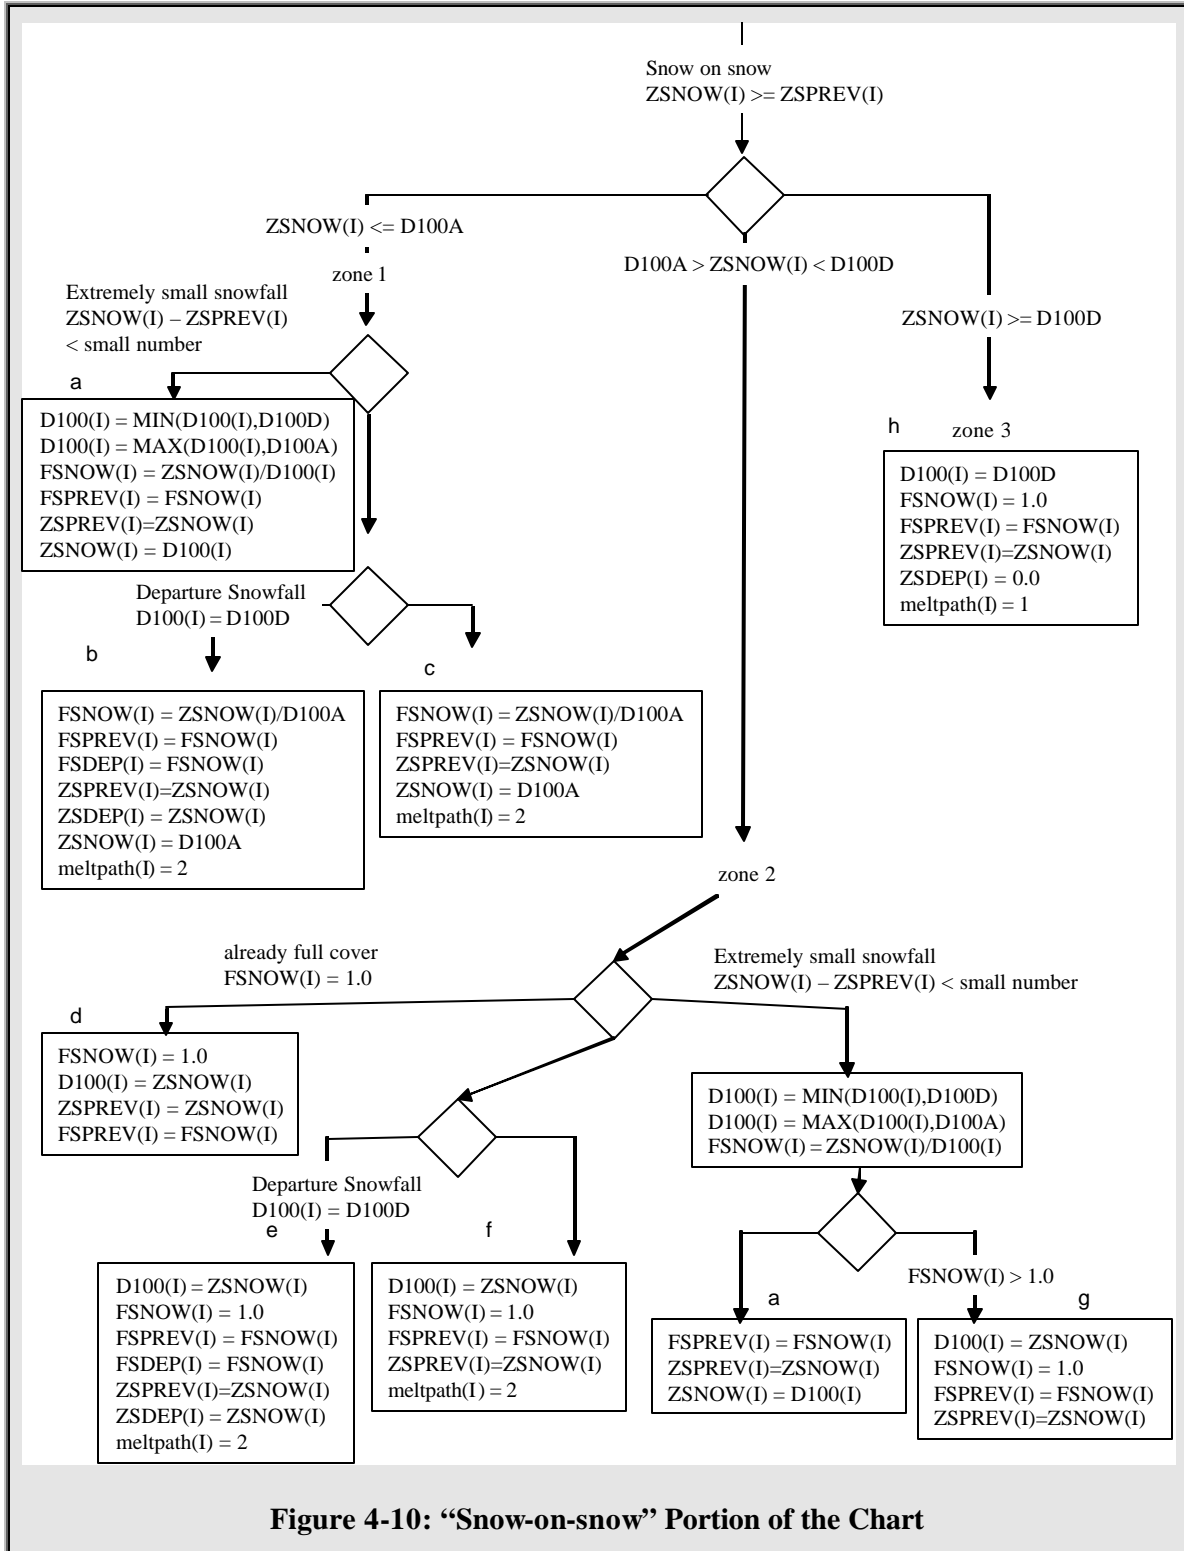 Snow on snow
ZSNOW(I) >= ZSPREV(I)
ZSNOW(I) <= D100A
D100A > ZSNOW(I) < D100D
ZSNOW(I) >= D100D
zone 1
Extremely small snowfall
ZSNOW(I) – ZSPREV(I)
< small number
a
D100(I) = MIN(D100(I),D100D)
D100(I) = MAX(D100(I),D100A)
FSNOW(I) = ZSNOW(I)/D100(I)
FSPREV(I) = FSNOW(I)
ZSPREV(I)=ZSNOW(I)
ZSNOW(I) = D100(I)
h
zone 3
D100(I) = D100D
FSNOW(I) = 1.0
FSPREV(I) = FSNOW(I)
ZSPREV(I)=ZSNOW(I)
ZSDEP(I) = 0.0
meltpath(I) = 1
Departure Snowfall
D100(I) = D100D
b
FSNOW(I) = ZSNOW(I)/D100A
FSPREV(I) = FSNOW(I)
FSDEP(I) = FSNOW(I)
ZSPREV(I)=ZSNOW(I)
ZSDEP(I) = ZSNOW(I)
ZSNOW(I) = D100A
meltpath(I) = 2
c
FSNOW(I) = ZSNOW(I)/D100A
FSPREV(I) = FSNOW(I)
ZSPREV(I)=ZSNOW(I)
ZSNOW(I) = D100A
meltpath(I) = 2
zone 2
already full cover
FSNOW(I) = 1.0
Extremely small snowfall
ZSNOW(I) – ZSPREV(I) < small number
d
FSNOW(I) = 1.0
D100(I) = ZSNOW(I)
ZSPREV(I) = ZSNOW(I)
FSPREV(I) = FSNOW(I)
D100(I) = MIN(D100(I),D100D)
D100(I) = MAX(D100(I),D100A)
FSNOW(I) = ZSNOW(I)/D100(I)
Departure Snowfall
D100(I) = D100D
e
D100(I) = ZSNOW(I)
FSNOW(I) = 1.0
FSPREV(I) = FSNOW(I)
FSDEP(I) = FSNOW(I)
ZSPREV(I)=ZSNOW(I)
ZSDEP(I) = ZSNOW(I)
meltpath(I) = 2
f
D100(I) = ZSNOW(I)
FSNOW(I) = 1.0
FSPREV(I) = FSNOW(I)
ZSPREV(I)=ZSNOW(I)
meltpath(I) = 2
a
FSPREV(I) = FSNOW(I)
ZSPREV(I)=ZSNOW(I)
ZSNOW(I) = D100(I)
FSNOW(I) > 1.0
g
D100(I) = ZSNOW(I)
FSNOW(I) = 1.0
FSPREV(I) = FSNOW(I)
ZSPREV(I)=ZSNOW(I)
Figure 4-10: “Snow-on-snow” Portion of the Chart